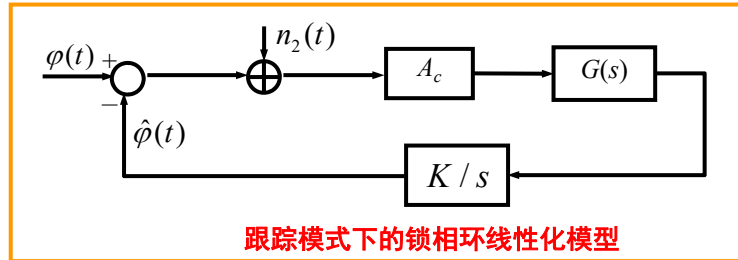 n₂(t)
φ(t) +
A_c
G(s)
−
φ̂(t)
K / s
跟踪模式下的锁相环线性化模型